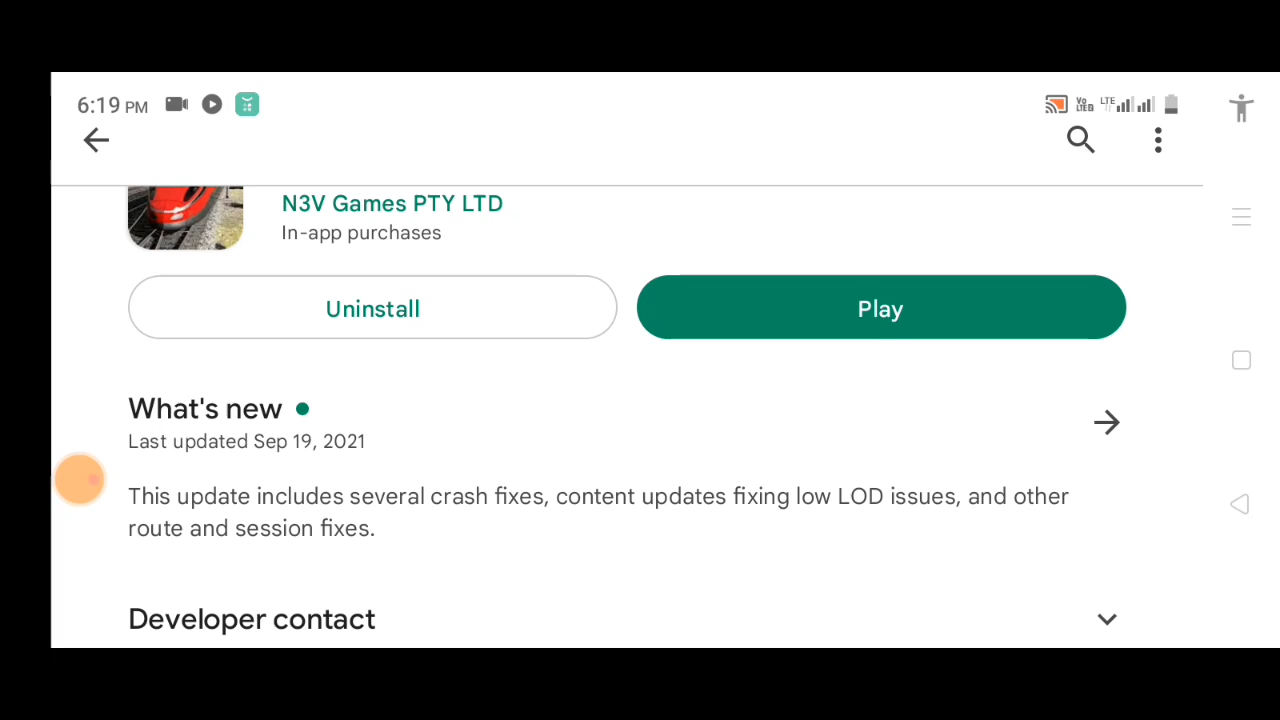 6:19 PM
VoLTE2 LTE
N3V Games PTY LTD
In-app purchases
Uninstall
Play
What's new
Last updated Sep 19, 2021
This update includes several crash fixes, content updates fixing low LOD issues, and other
route and session fixes.
Developer contact